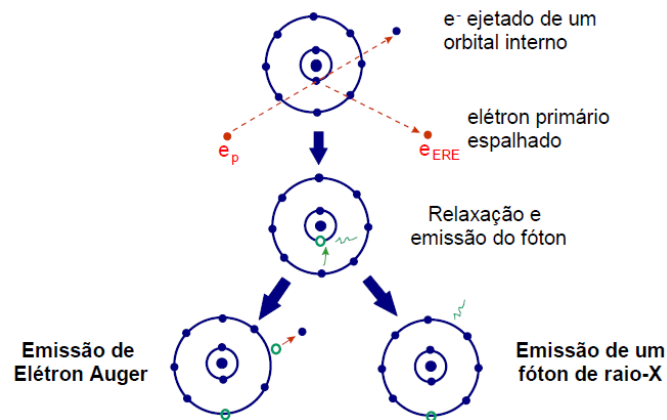 e⁻ ejetado de um
orbital interno
elétron primário
espalhado
e_p
e_ERE
Relaxação e
emissão do fóton
Emissão de
Elétron Auger
Emissão de um
fóton de raio-X